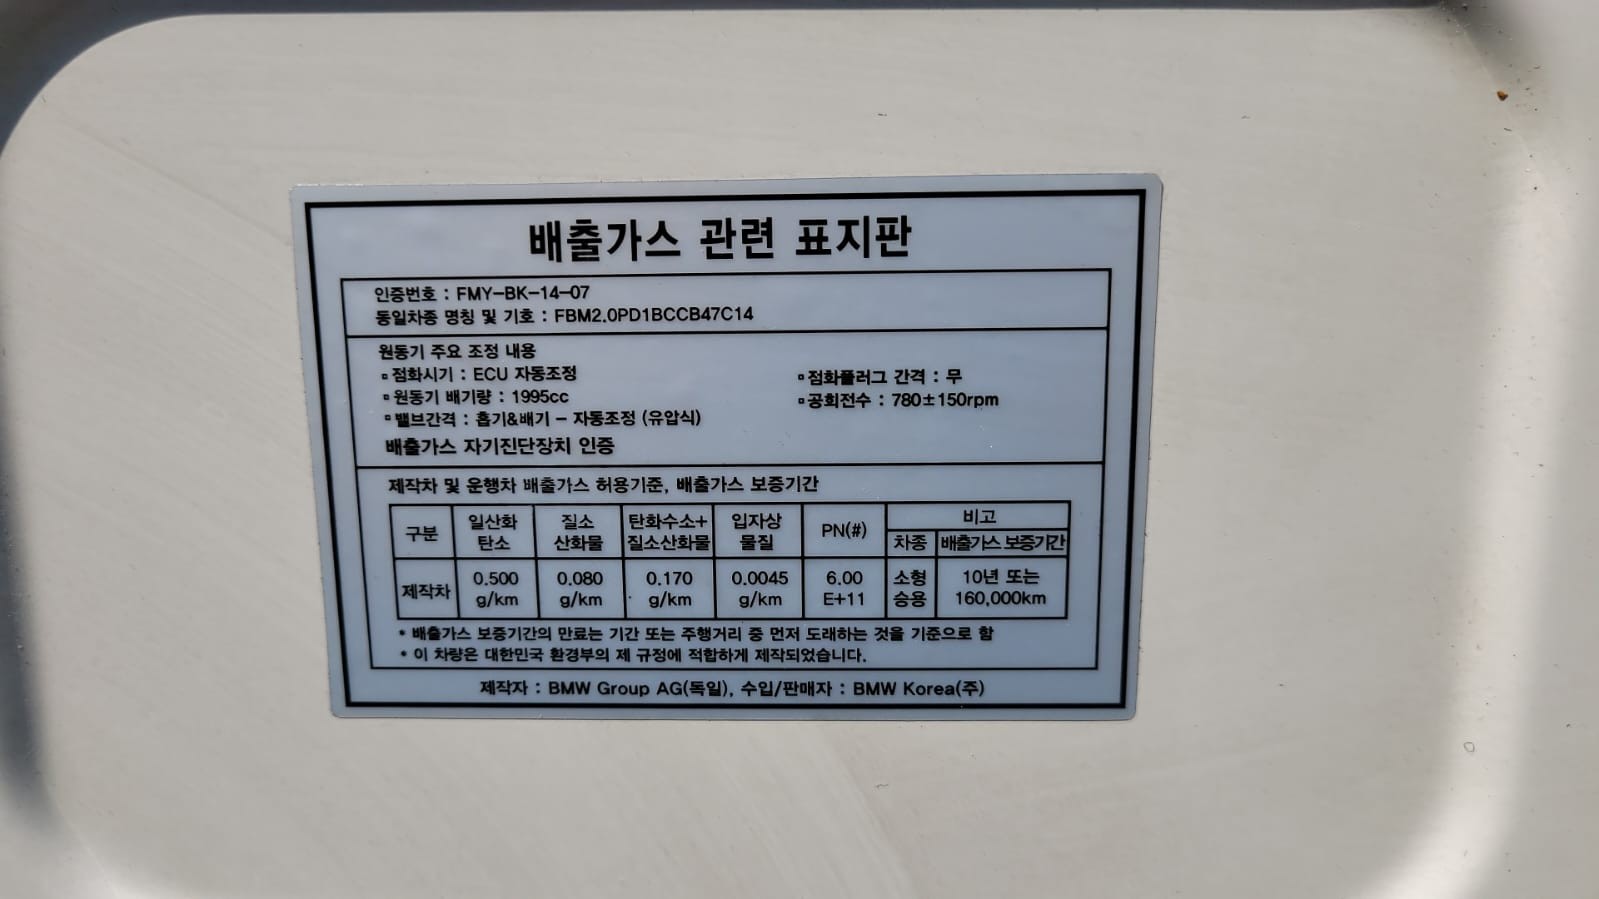 배출가스 관련 표지판
인증번호 : FMY-BK-14-07
동일차종 명칭 및 기호 : FBM2.0PD1BCCB47C14
원동기 주요 조정 내용
▫점화시기 : ECU 자동조정 ▫점화플러그 간격 : 무
▫원동기 배기량 : 1995cc ▫공회전수 : 780±150rpm
▫밸브간격 : 흡기&배기 - 자동조정 (유압식)
배출가스 자기진단장치 인증
제작차 및 운행차 배출가스 허용기준, 배출가스 보증기간
구분 일산화 탄소 질소 산화물 탄화수소+ 질소산화물 입자상 물질 PN(#) 비고
차종 배출가스 보증기간
제작차 0.500 g/km 0.080 g/km 0.170 g/km 0.0045 g/km 6.00 E+11 소형 승용 10년 또는 160,000km
* 배출가스 보증기간의 만료는 기간 또는 주행거리 중 먼저 도래하는 것을 기준으로 함
* 이 차량은 대한민국 환경부의 제 규정에 적합하게 제작되었습니다.
제작자 : BMW Group AG(독일), 수입/판매자 : BMW Korea(주)